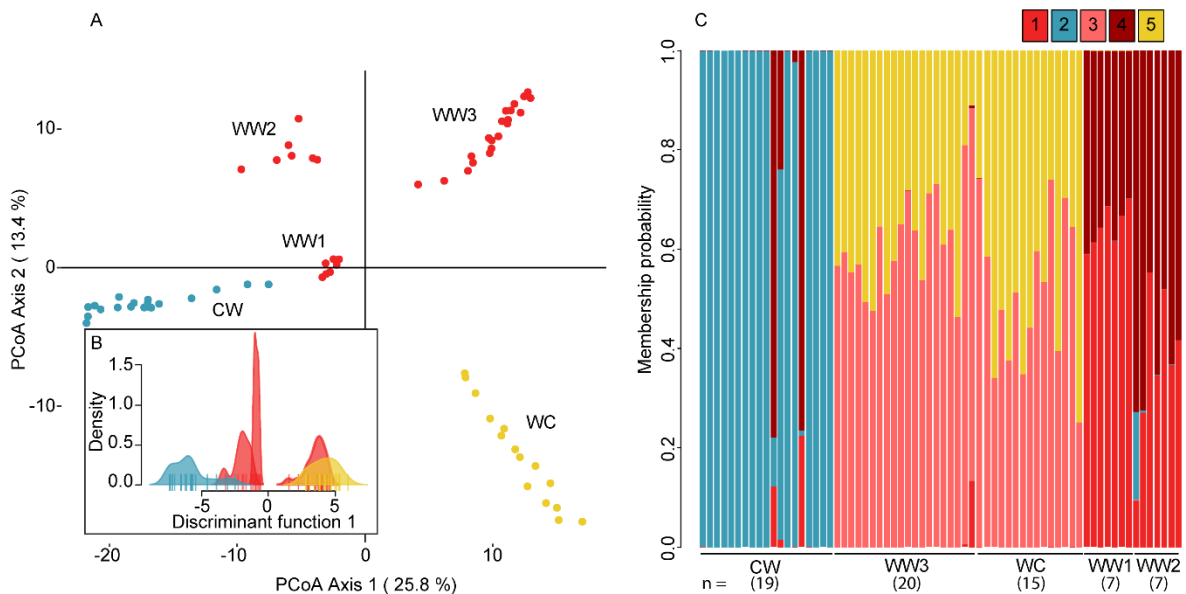 A
WW2
WW3
WW1
CW
WC
10-
0
-10-
PCoA Axis 2 ( 13.4 %)
-20
-10
0
10
PCoA Axis 1 ( 25.8 %)
B
Density
1.5
1.0
0.5
0.0
-5
0
5
Discriminant function 1
C
1 2 3 4 5
Membership probability
1.0
0.8
0.6
0.4
0.2
0.0
CW WW3 WC WW1 WW2
n = (19) (20) (15) (7) (7)